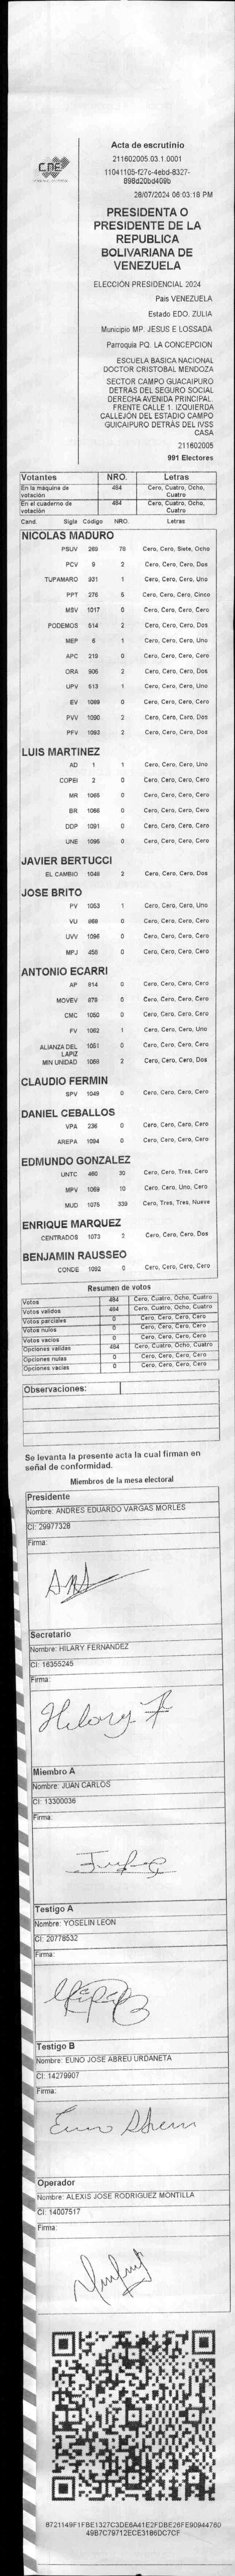 CNE
Acta de escrutinio
211602005.03.1.0001
11041105-f27c-4ebd-8327-
898d20bd409b
28/07/2024 06:03:18 PM
PRESIDENTA O
PRESIDENTE DE LA
REPUBLICA
BOLIVARIANA DE
VENEZUELA
ELECCIÓN PRESIDENCIAL 2024
País VENEZUELA
Estado EDO. ZULIA
Municipio MP. JESUS E LOSSADA
Parroquia PQ. LA CONCEPCION
ESCUELA BASICA NACIONAL
DOCTOR CRISTOBAL MENDOZA
SECTOR CAMPO GUAICAIPURO
DETRAS DEL SEGURO SOCIAL
DERECHA AVENIDA PRINCIPAL.
FRENTE CALLE 1. IZQUIERDA
CALLEJÓN DEL ESTADIO CAMPO
GUICAIPURO DETRÁS DEL IVSS
CASA
211602005
991 Electores
Votantes NRO. Letras
En la máquina de votación 484 Cero, Cuatro, Ocho, Cuatro
En el cuaderno de votación 484 Cero, Cuatro, Ocho, Cuatro
Cand. Sigla Código NRO. Letras
NICOLAS MADURO
PSUV 289 78 Cero, Cero, Siete, Ocho
PCV 9 2 Cero, Cero, Cero, Dos
TUPAMARO 931 1 Cero, Cero, Cero, Uno
PPT 276 5 Cero, Cero, Cero, Cinco
MSV 1017 0 Cero, Cero, Cero, Cero
PODEMOS 514 2 Cero, Cero, Cero, Dos
MEP 6 1 Cero, Cero, Cero, Uno
APC 219 0 Cero, Cero, Cero, Cero
ORA 906 2 Cero, Cero, Cero, Dos
UPV 613 1 Cero, Cero, Cero, Uno
EV 1089 0 Cero, Cero, Cero, Cero
PVV 1090 2 Cero, Cero, Cero, Dos
PFV 1093 2 Cero, Cero, Cero, Dos
LUIS MARTINEZ
AD 1 1 Cero, Cero, Cero, Uno
COPEI 2 0 Cero, Cero, Cero, Cero
MR 1065 0 Cero, Cero, Cero, Cero
BR 1066 0 Cero, Cero, Cero, Cero
DDP 1091 0 Cero, Cero, Cero, Cero
UNE 1095 0 Cero, Cero, Cero, Cero
JAVIER BERTUCCI
EL CAMBIO 1048 2 Cero, Cero, Cero, Dos
JOSE BRITO
PV 1053 1 Cero, Cero, Cero, Uno
VU 868 0 Cero, Cero, Cero, Cero
UVV 1096 0 Cero, Cero, Cero, Cero
MPJ 458 0 Cero, Cero, Cero, Cero
ANTONIO ECARRI
AP 914 0 Cero, Cero, Cero, Cero
MOVEV 979 0 Cero, Cero, Cero, Cero
CMC 1050 0 Cero, Cero, Cero, Cero
FV 1062 1 Cero, Cero, Cero, Uno
ALIANZA DEL LAPIZ 1051 0 Cero, Cero, Cero, Cero
MIN UNIDAD 1068 2 Cero, Cero, Cero, Dos
CLAUDIO FERMIN
SPV 1049 0 Cero, Cero, Cero, Cero
DANIEL CEBALLOS
VPA 236 0 Cero, Cero, Cero, Cero
AREPA 1094 0 Cero, Cero, Cero, Cero
EDMUNDO GONZALEZ
UNTC 460 30 Cero, Cero, Tres, Cero
MPV 1069 10 Cero, Cero, Uno, Cero
MUD 1075 339 Cero, Tres, Tres, Nueve
ENRIQUE MARQUEZ
CENTRADOS 1073 2 Cero, Cero, Cero, Dos
BENJAMIN RAUSSEO
CONDE 1092 0 Cero, Cero, Cero, Cero
Resumen de votos
Votos 484 Cero, Cuatro, Ocho, Cuatro
Votos validos 484 Cero, Cuatro, Ocho, Cuatro
Votos parciales 0 Cero, Cero, Cero, Cero
Votos nulos 0 Cero, Cero, Cero, Cero
Votos vacios 0 Cero, Cero, Cero, Cero
Opciones validas 484 Cero, Cuatro, Ocho, Cuatro
Opciones nulas 0 Cero, Cero, Cero, Cero
Opciones vacias 0 Cero, Cero, Cero, Cero
Observaciones:
Se levanta la presente acta la cual firman en
señal de conformidad.
Miembros de la mesa electoral
Presidente
Nombre: ANDRES EDUARDO VARGAS MORLES
CI: 29977328
Firma:
Secretario
Nombre: HILARY FERNANDEZ
CI: 16355245
Firma:
Hilary F
Miembro A
Nombre: JUAN CARLOS
CI: 13300036
Firma:
Testigo A
Nombre: YOSELIN LEON
CI: 20778532
Firma:
Testigo B
Nombre: EUNO JOSE ABREU URDANETA
CI: 14279907
Firma:
Euno Abreu
Operador
Nombre: ALEXIS JOSE RODRIGUEZ MONTILLA
CI: 14007517
Firma: